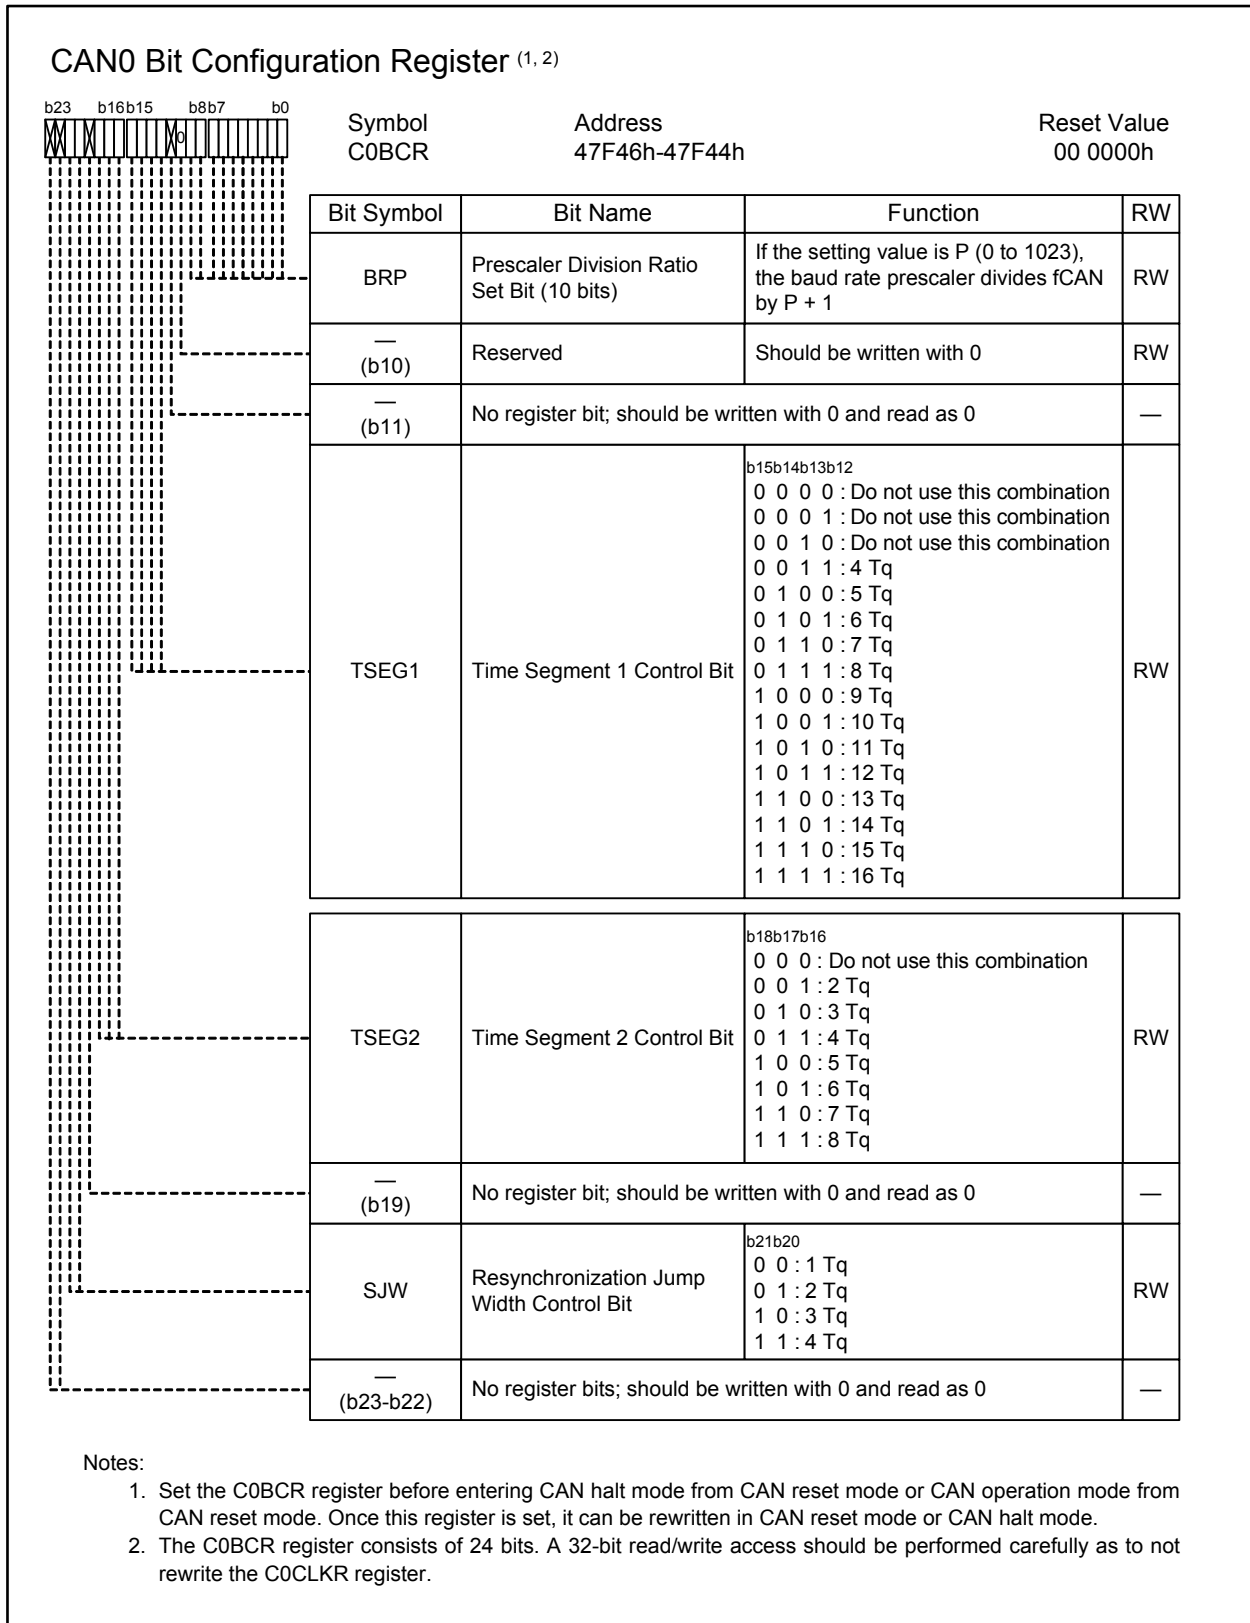 CAN0 Bit Configuration Register (1, 2)
b23 b16 b15 b8 b7 b0
0
Symbol Address Reset Value
C0BCR 47F46h-47F44h 00 0000h
Bit Symbol Bit Name Function RW
BRP Prescaler Division Ratio Set Bit (10 bits) If the setting value is P (0 to 1023), the baud rate prescaler divides fCAN by P + 1 RW
— (b10) Reserved Should be written with 0 RW
— (b11) No register bit; should be written with 0 and read as 0 —
TSEG1 Time Segment 1 Control Bit RW
b15b14b13b12
0 0 0 0 : Do not use this combination
0 0 0 1 : Do not use this combination
0 0 1 0 : Do not use this combination
0 0 1 1 : 4 Tq
0 1 0 0 : 5 Tq
0 1 0 1 : 6 Tq
0 1 1 0 : 7 Tq
0 1 1 1 : 8 Tq
1 0 0 0 : 9 Tq
1 0 0 1 : 10 Tq
1 0 1 0 : 11 Tq
1 0 1 1 : 12 Tq
1 1 0 0 : 13 Tq
1 1 0 1 : 14 Tq
1 1 1 0 : 15 Tq
1 1 1 1 : 16 Tq
TSEG2 Time Segment 2 Control Bit RW
b18b17b16
0 0 0 : Do not use this combination
0 0 1 : 2 Tq
0 1 0 : 3 Tq
0 1 1 : 4 Tq
1 0 0 : 5 Tq
1 0 1 : 6 Tq
1 1 0 : 7 Tq
1 1 1 : 8 Tq
— (b19) No register bit; should be written with 0 and read as 0 —
SJW Resynchronization Jump Width Control Bit RW
b21b20
0 0 : 1 Tq
0 1 : 2 Tq
1 0 : 3 Tq
1 1 : 4 Tq
— (b23-b22) No register bits; should be written with 0 and read as 0 —
Notes:
1. Set the C0BCR register before entering CAN halt mode from CAN reset mode or CAN operation mode from
CAN reset mode. Once this register is set, it can be rewritten in CAN reset mode or CAN halt mode.
2. The C0BCR register consists of 24 bits. A 32-bit read/write access should be performed carefully as to not
rewrite the C0CLKR register.